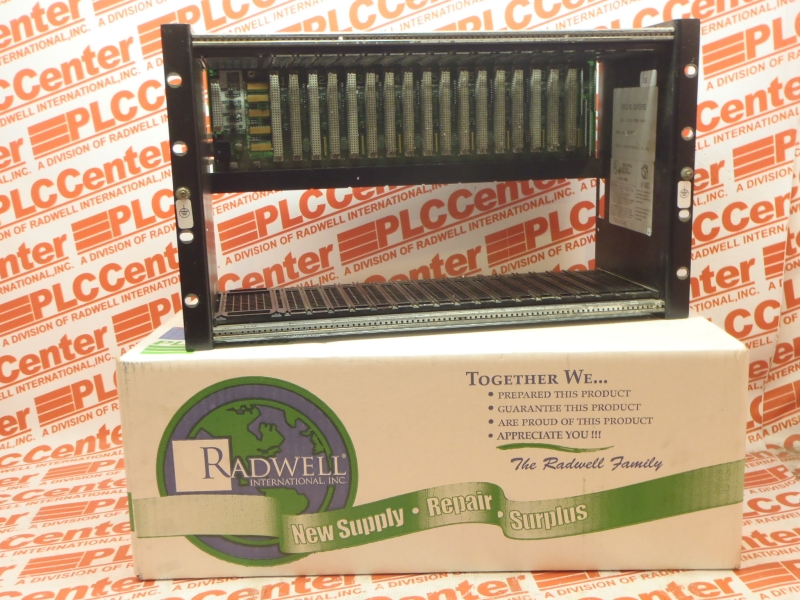 PLCCenter
A DIVISION OF RADWELL INTERNATIONAL, INC.
TOGETHER WE...
• PREPARED THIS PRODUCT
• GUARANTEE THIS PRODUCT
• ARE PROUD OF THIS PRODUCT
• APPRECIATE YOU !!!
The Radwell Family
RADWELL®
INTERNATIONAL, INC
New Supply • Repair • Surplus